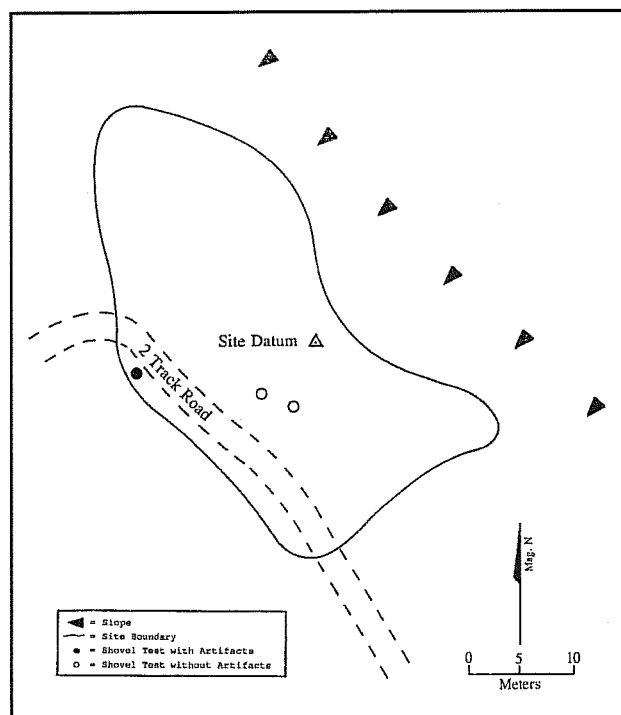 Site Datum
2 Track Road
Mag. N
= Slope
= Site Boundary
= Shovel Test with Artifacts
= Shovel Test without Artifacts
0 5 10
Meters